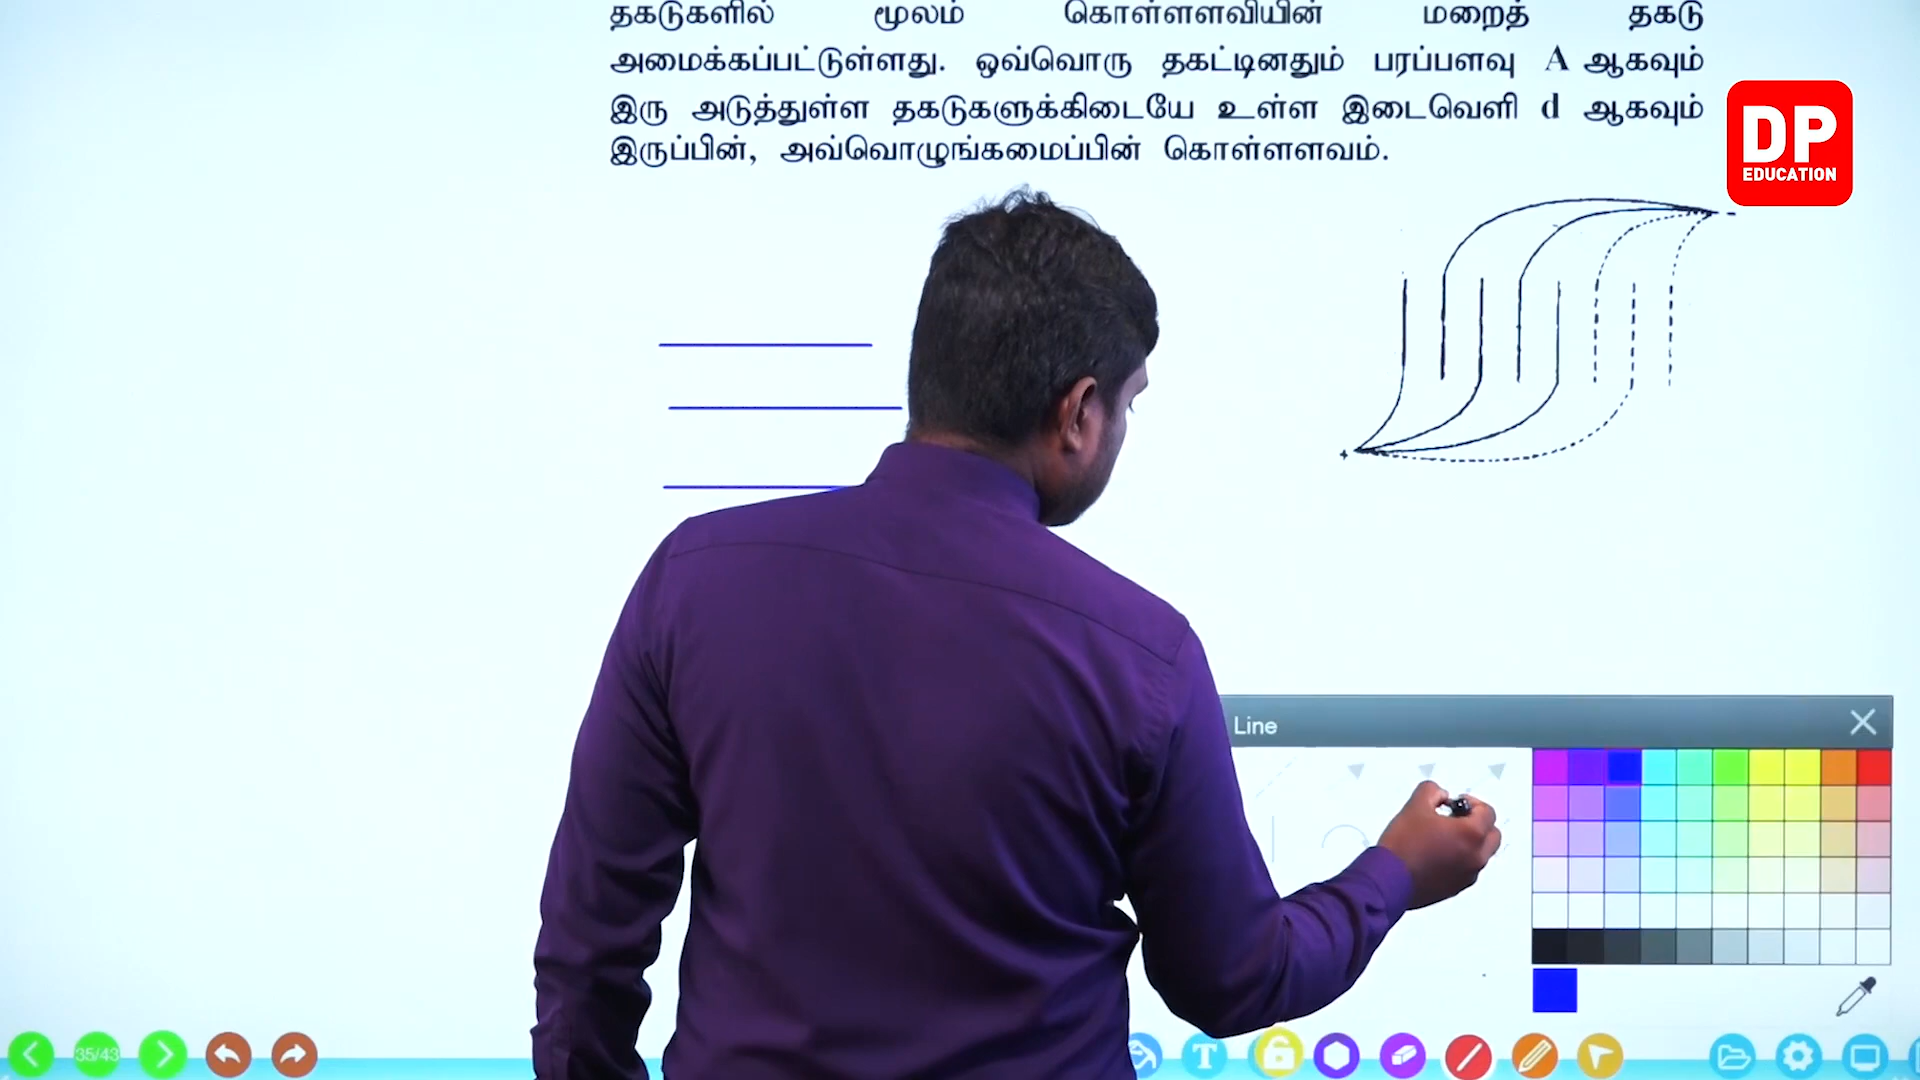 தகடுகளில் மூலம் கொள்ளளவியின் மறைத் தகடு
அமைக்கப்பட்டுள்ளது. ஒவ்வொரு தகட்டினதும் பரப்பளவு A ஆகவும்
இரு அடுத்துள்ள தகடுகளுக்கிடையே உள்ள இடைவெளி d ஆகவும்
இருப்பின், அவ்வொழுங்கமைப்பின் கொள்ளளவம்.
DP
EDUCATION
-
+
Line
35/43
T